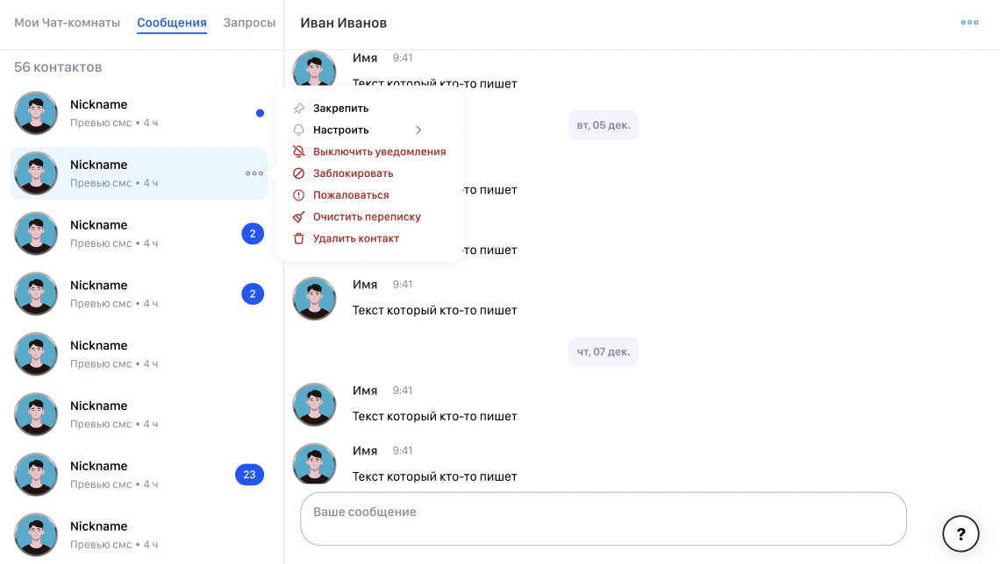 Мои Чат-комнаты Сообщения Запросы
56 контактов
Nickname
Превью смс • 4 ч
Nickname
Превью смс • 4 ч
Nickname
Превью смс • 4 ч
2
Nickname
Превью смс • 4 ч
2
Nickname
Превью смс • 4 ч
Nickname
Превью смс • 4 ч
Nickname
Превью смс • 4 ч
23
Nickname
Превью смс • 4 ч
Закрепить
Настроить
Выключить уведомления
Заблокировать
Пожаловаться
Очистить переписку
Удалить контакт
Иван Иванов
Имя 9:41
Текст который кто-то пишет
вт, 05 дек.
-то пишет
-то пишет
Имя 9:41
Текст который кто-то пишет
чт, 07 дек.
Имя 9:41
Текст который кто-то пишет
Имя 9:41
Текст который кто-то пишет
Ваше сообщение
?